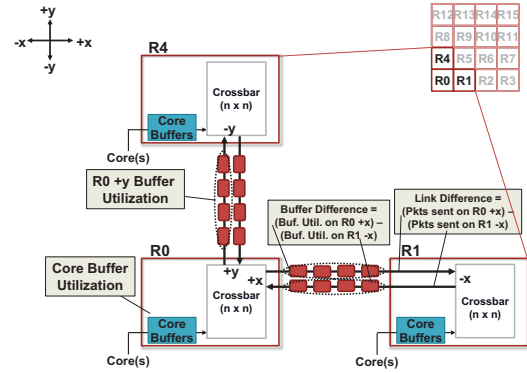 +y
-x
+x
-y
R12 R13 R14 R15
R8 R9 R10 R11
R4 R5 R6 R7
R0 R1 R2 R3
R4
Crossbar
(n x n)
Core
Buffers
-y
Core(s)
R0 +y Buffer
Utilization
Buffer Difference =
(Buf. Util. on R0 +x) –
(Buf. Util. on R1 -x)
Link Difference =
(Pkts sent on R0 +x) –
(Pkts sent on R1 -x)
R0
R1
Core Buffer
Utilization
+y
+x
Crossbar
(n x n)
Core
Buffers
Core(s)
-x
Crossbar
(n x n)
Core
Buffers
Core(s)